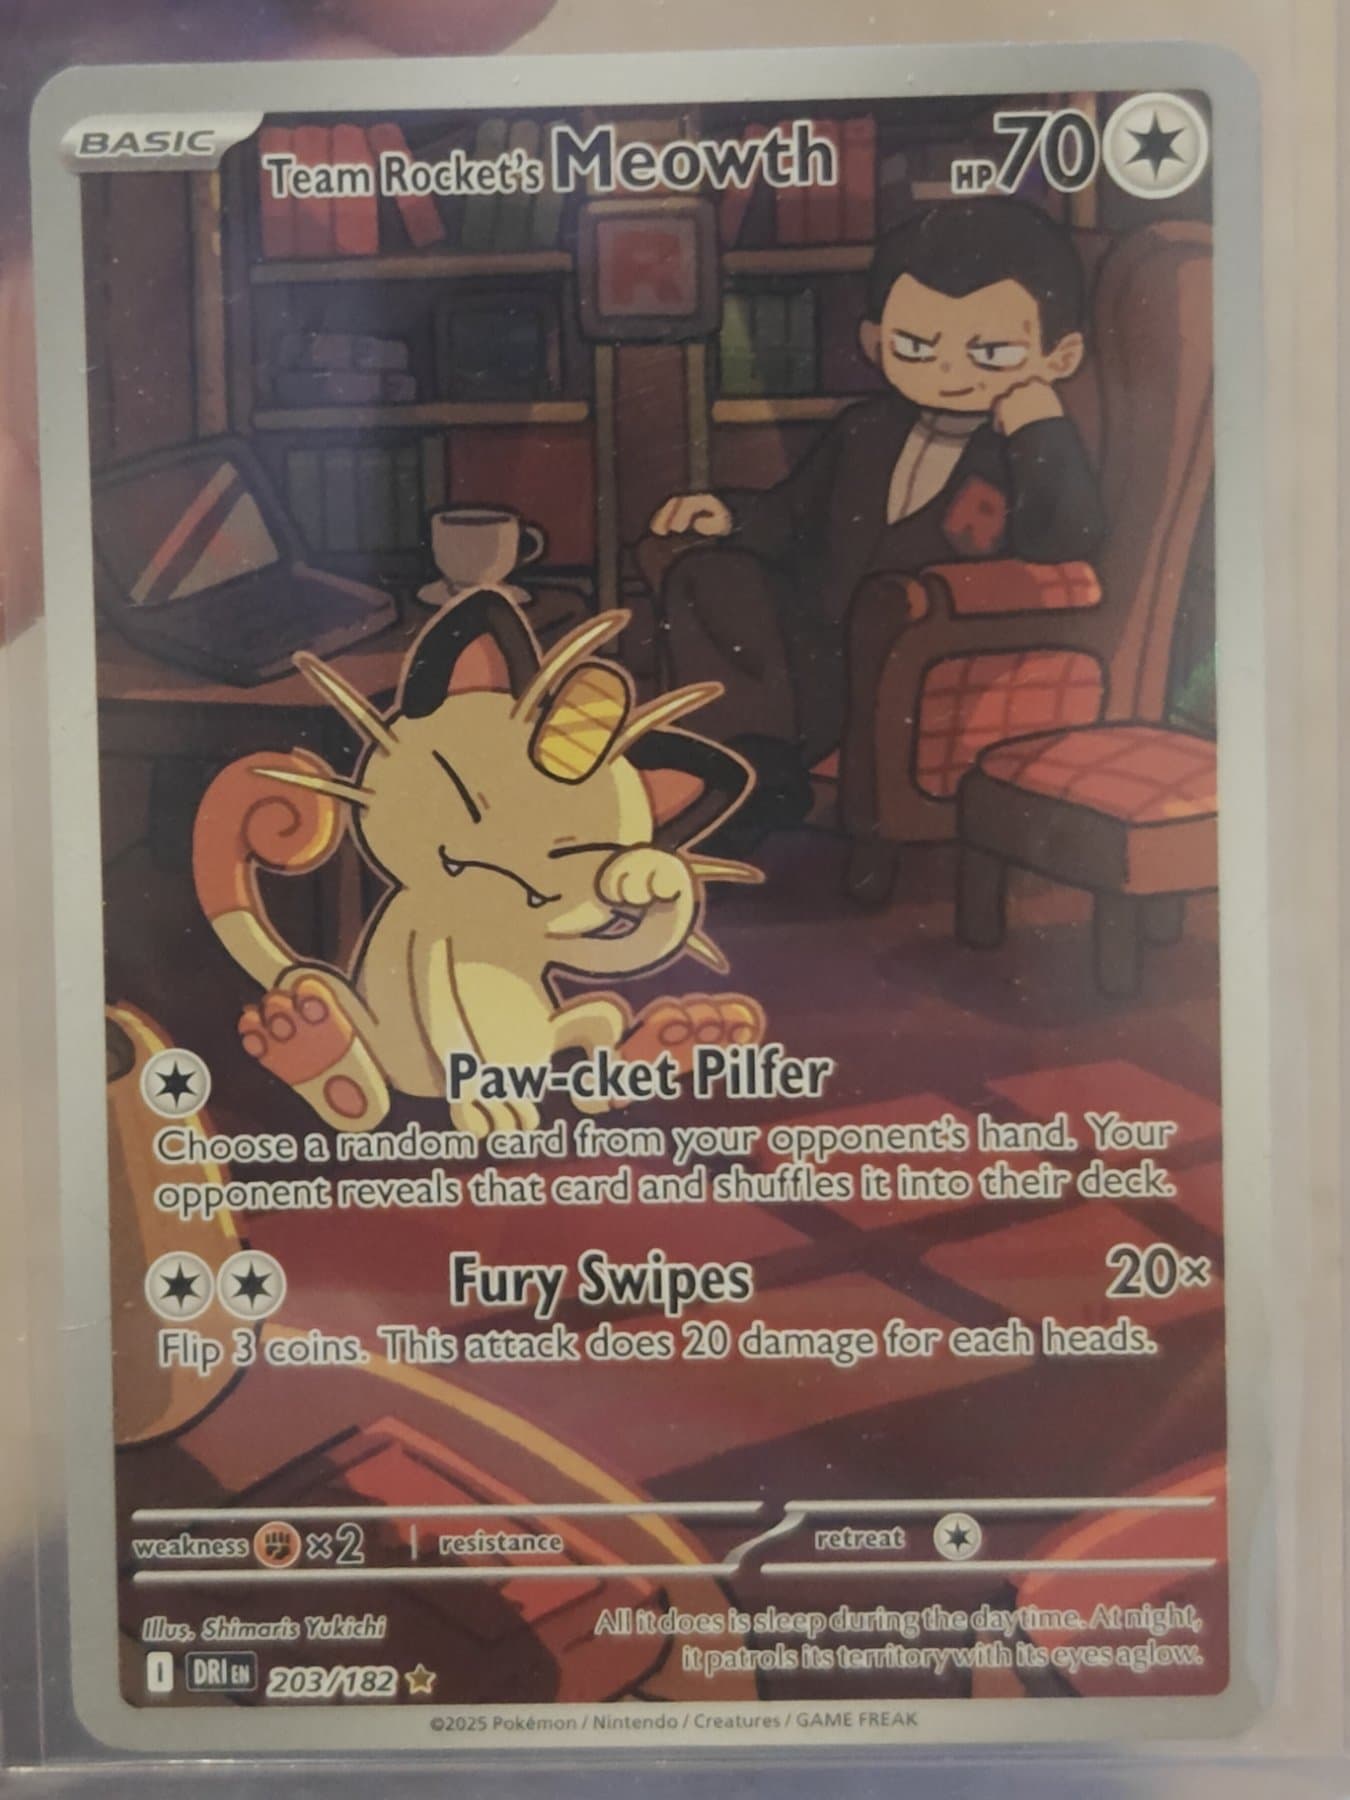 BASIC
Team Rocket's Meowth HP 70
R
R
Paw-cket Pilfer
Choose a random card from your opponent's hand. Your
opponent reveals that card and shuffles it into their deck.
Fury Swipes 20×
Flip 3 coins. This attack does 20 damage for each heads.
weakness ×2 resistance retreat
Illus. Shimaris Yukichi
All it does is sleep during the daytime. At night,
it patrols its territory with its eyes aglow.
I DRI EN 203/182
©2025 Pokémon / Nintendo / Creatures / GAME FREAK